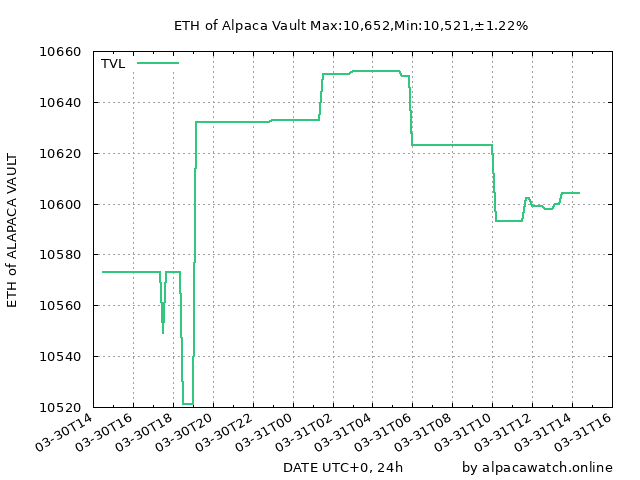 ETH of Alpaca Vault Max:10,652,Min:10,521,±1.22%
10660
TVL
10640
10620
10600
10580
10560
10540
10520
ETH of ALAPACA VAULT
03-30T14
03-30T16
03-30T18
03-30T20
03-30T22
03-31T00
03-31T02
03-31T04
03-31T06
03-31T08
03-31T10
03-31T12
03-31T14
03-31T16
DATE UTC+0, 24h
by alpacawatch.online